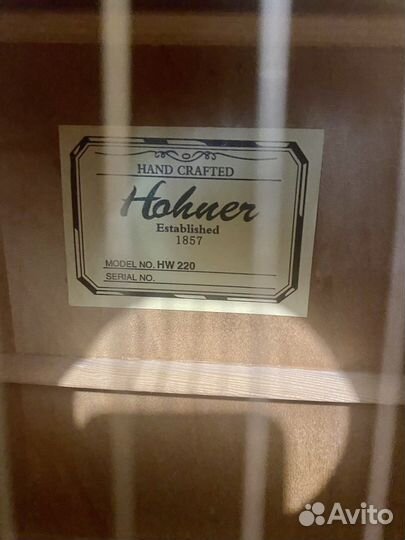 HAND CRAFTED
Hohner
Established
1857
MODEL NO. HW 220
SERIAL NO.
Avito